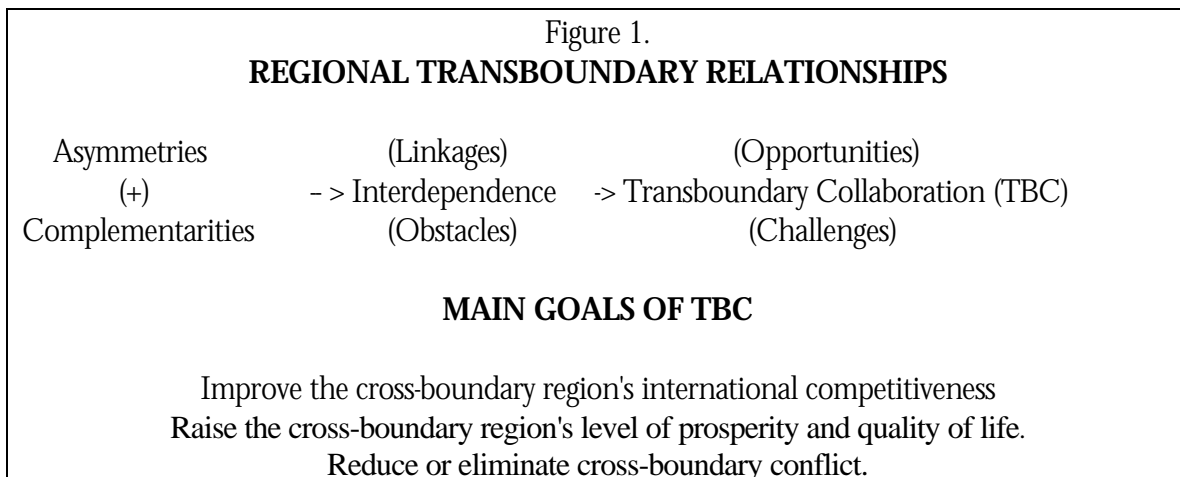 Figure 1.
REGIONAL TRANSBOUNDARY RELATIONSHIPS
Asymmetries (Linkages) (Opportunities)
(+) – > Interdependence -> Transboundary Collaboration (TBC)
Complementarities (Obstacles) (Challenges)
MAIN GOALS OF TBC
Improve the cross-boundary region's international competitiveness
Raise the cross-boundary region's level of prosperity and quality of life.
Reduce or eliminate cross-boundary conflict.